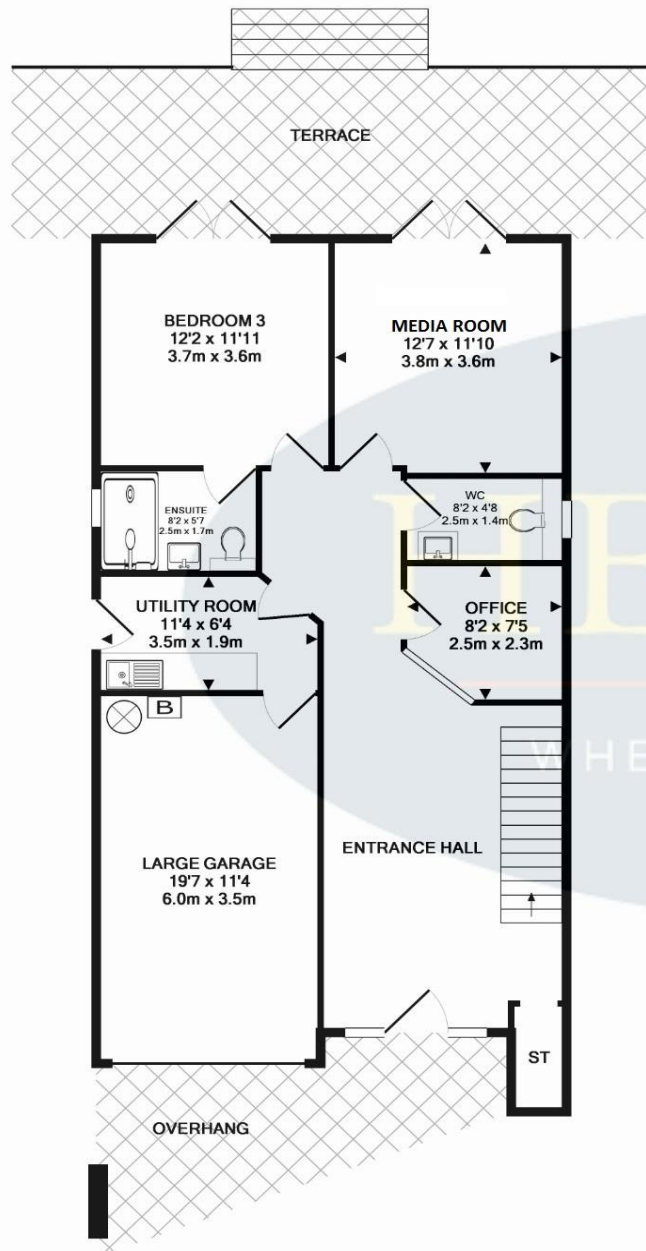 TERRACE
BEDROOM 3
12'2 x 11'11
3.7m x 3.6m
MEDIA ROOM
12'7 x 11'10
3.8m x 3.6m
ENSUITE
8'2 x 5'7
2.5m x 1.7m
WC
8'2 x 4'8
2.5m x 1.4m
UTILITY ROOM
11'4 x 6'4
3.5m x 1.9m
OFFICE
8'2 x 7'5
2.5m x 2.3m
B
LARGE GARAGE
19'7 x 11'4
6.0m x 3.5m
ENTRANCE HALL
ST
OVERHANG